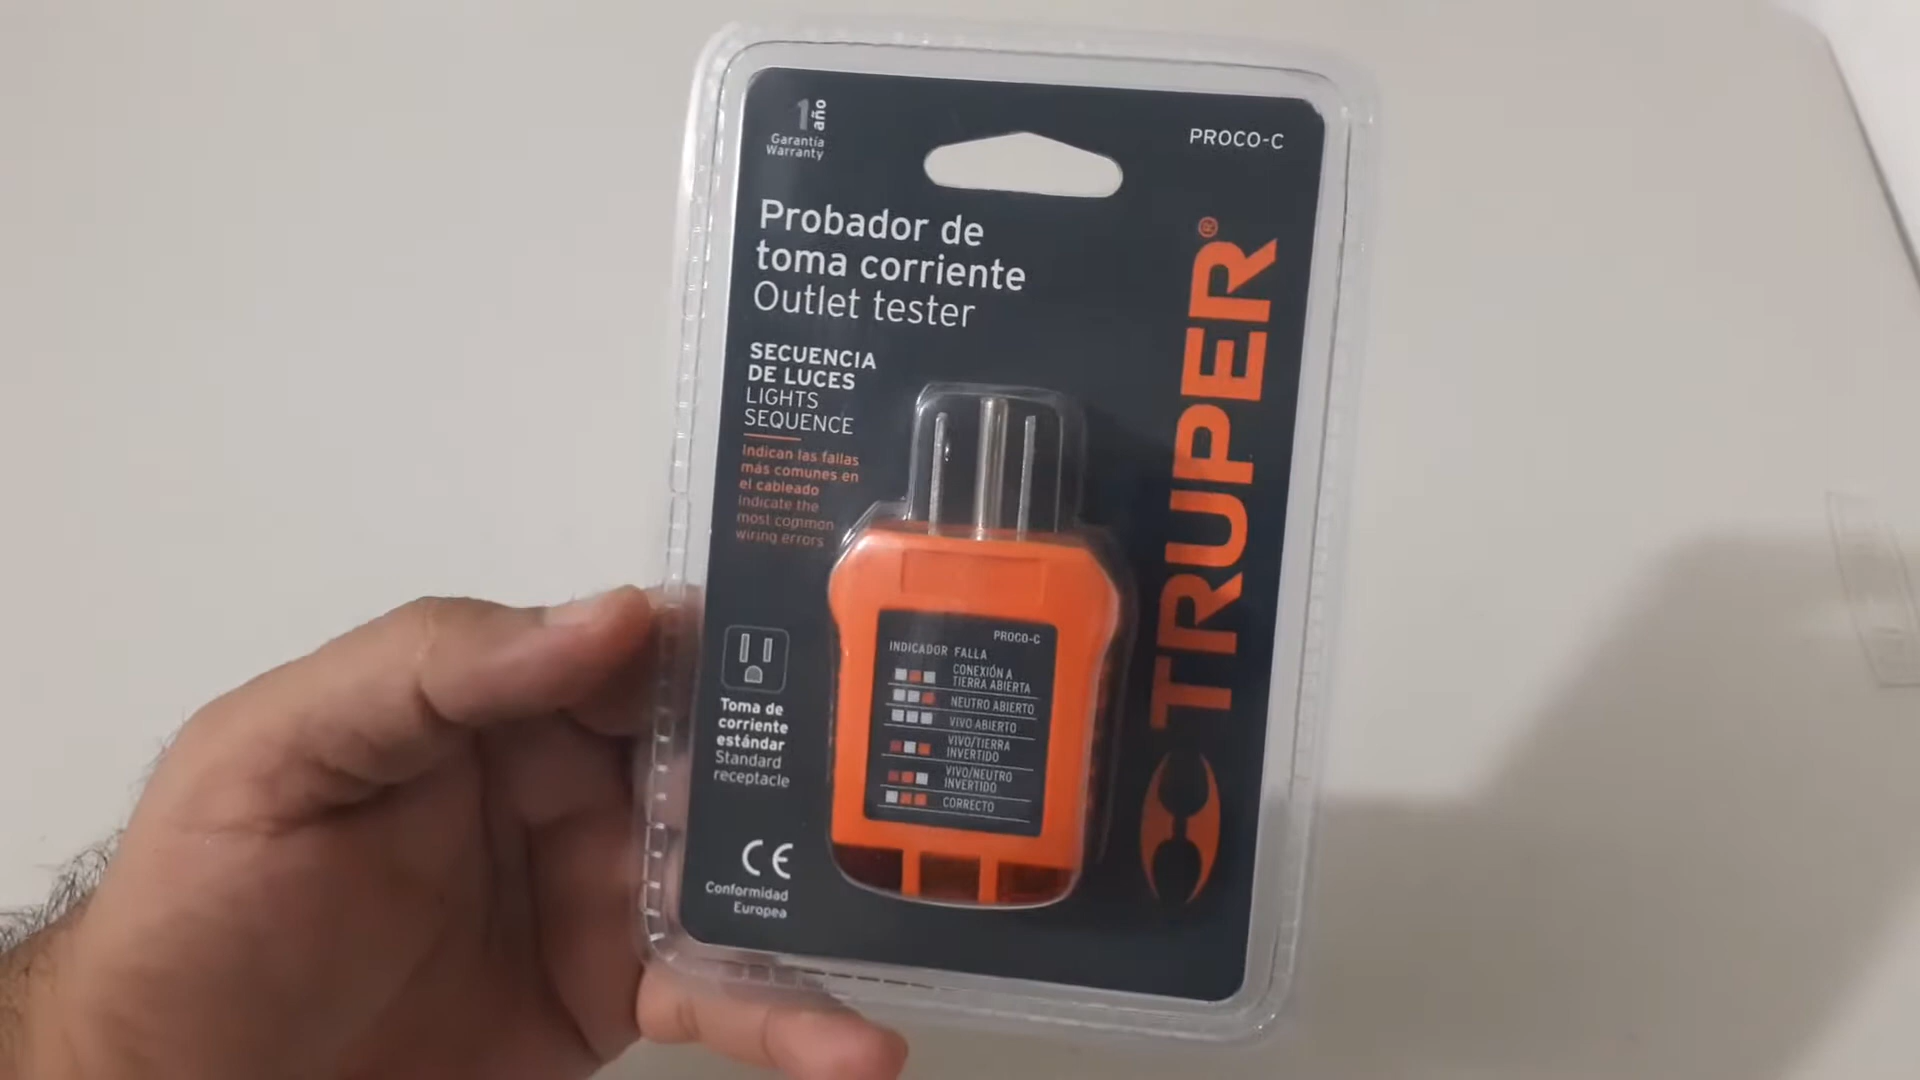 1 año
Garantía
Warranty
PROCO-C
Probador de
toma corriente
Outlet tester
SECUENCIA
DE LUCES
LIGHTS
SEQUENCE
Indican las fallas
más comunes en
el cableado
Indicate the
most common
wiring errors
TRUPER®
PROCO-C
INDICADOR FALLA
CONEXIÓN A
TIERRA ABIERTA
NEUTRO ABIERTO
VIVO ABIERTO
VIVO/TIERRA
INVERTIDO
VIVO/NEUTRO
INVERTIDO
CORRECTO
Toma de
corriente
estándar
Standard
receptacle
CE
Conformidad
Europea